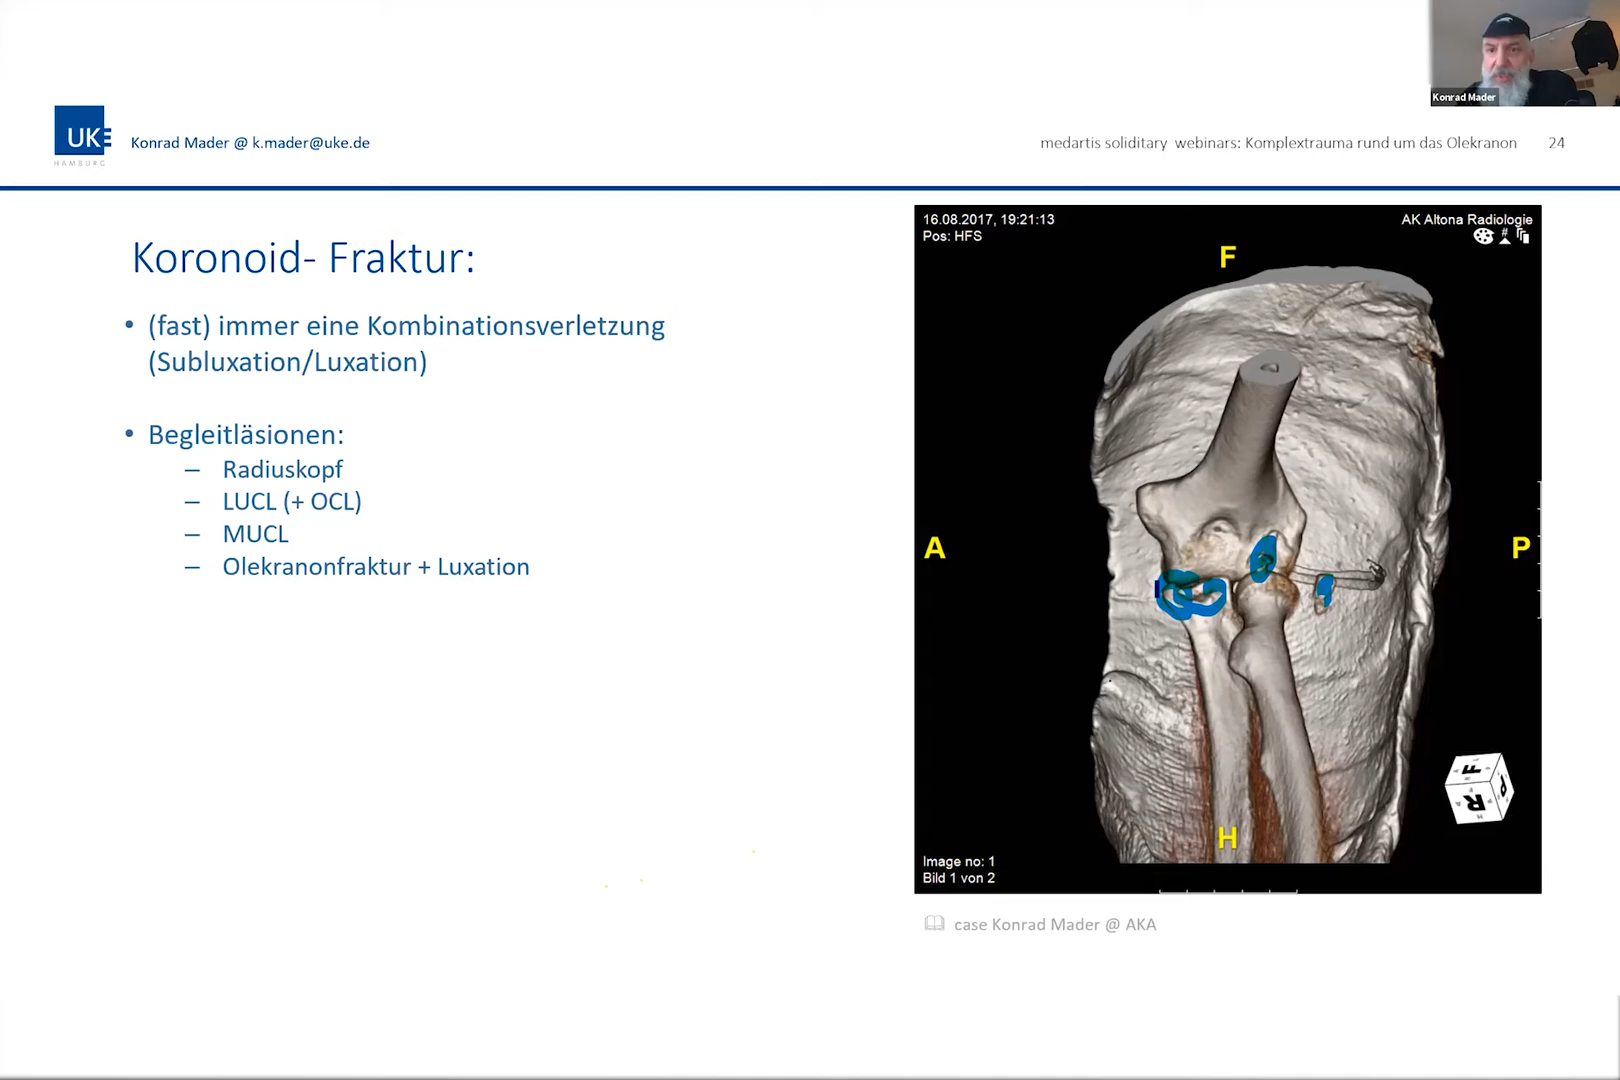 Konrad Mader
UKE
HAMBURG
Konrad Mader @ k.mader@uke.de
medartis soliditary webinars: Komplextrauma rund um das Olekranon 24
Koronoid- Fraktur:
• (fast) immer eine Kombinationsverletzung
(Subluxation/Luxation)
• Begleitläsionen:
– Radiuskopf
– LUCL (+ OCL)
– MUCL
– Olekranonfraktur + Luxation
16.08.2017, 19:21:13
Pos: HFS
AK Altona Radiologie
#
F
A
P
H
F
R
P
Image no: 1
Bild 1 von 2
case Konrad Mader @ AKA